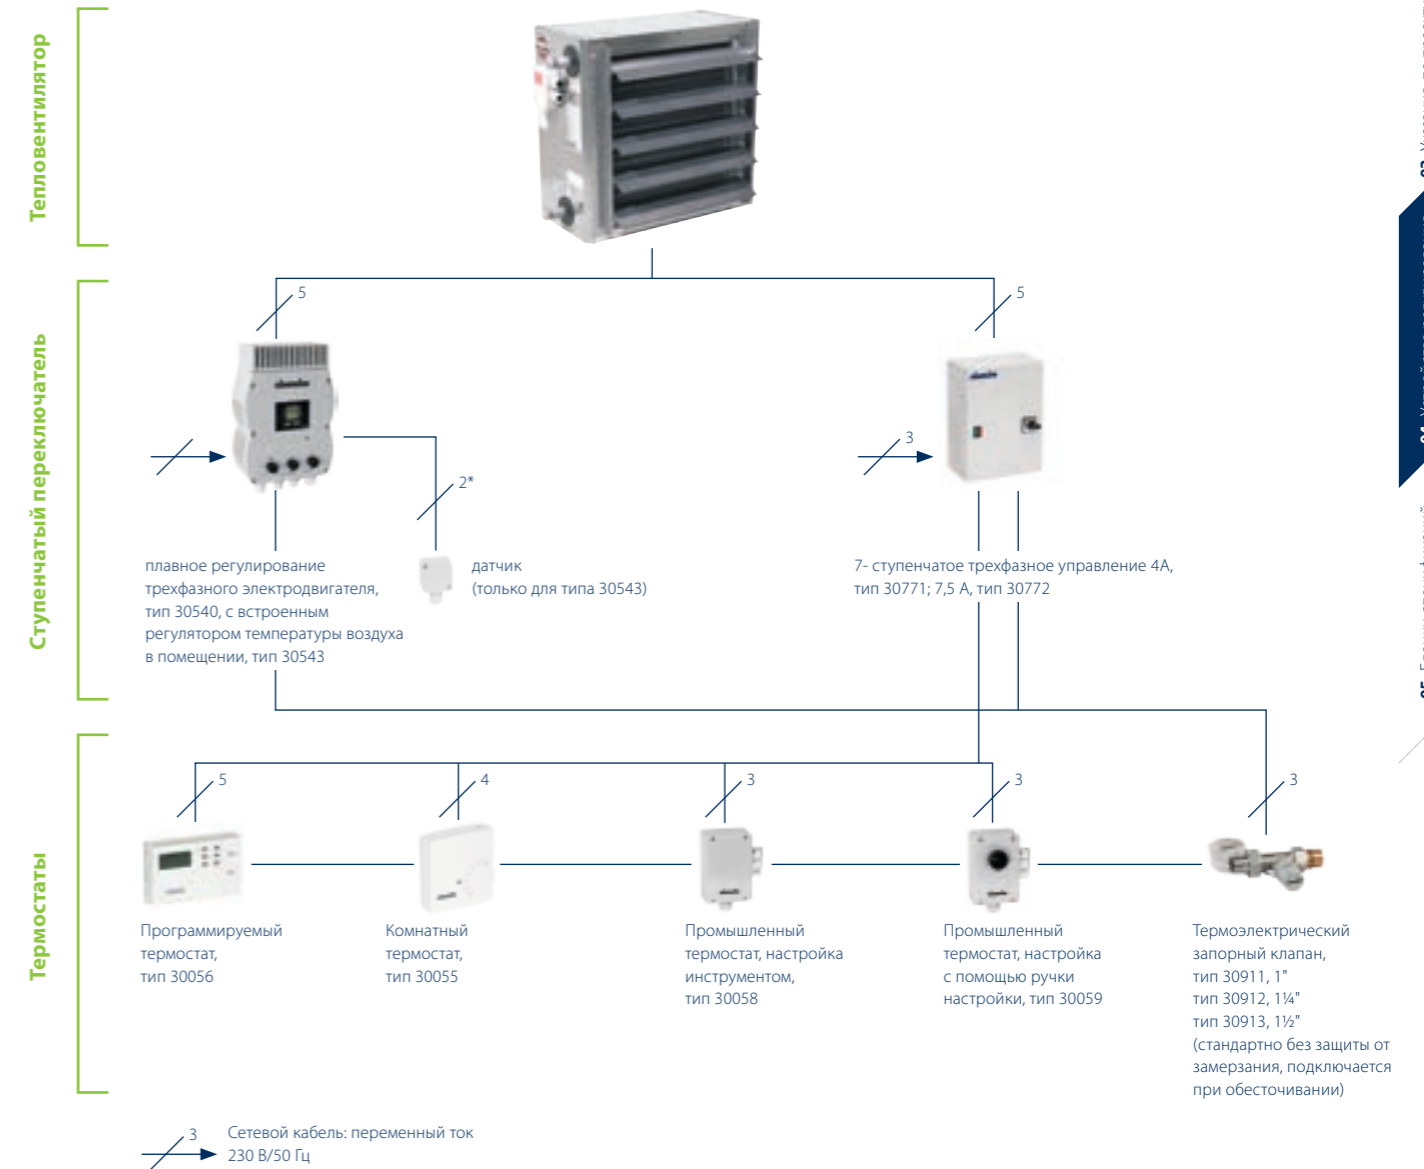 Тепловентилятор
5
5
Ступенчатый переключатель
3
2*
плавное регулирование
трехфазного электродвигателя,
тип 30540, с встроенным
регулятором температуры воздуха
в помещении, тип 30543
датчик
(только для типа 30543)
7- ступенчатое трехфазное управление 4А,
тип 30771; 7,5 А, тип 30772
Термостаты
5
4
3
3
3
Программируемый
термостат,
тип 30056
Комнатный
термостат,
тип 30055
Промышленный
термостат, настройка
инструментом,
тип 30058
Промышленный
термостат, настройка
с помощью ручки
настройки, тип 30059
Термоэлектрический
запорный клапан,
тип 30911, 1"
тип 30912, 1¼"
тип 30913, 1½"
(стандартно без защиты от
замерзания, подключается
при обесточивании)
3
Сетевой кабель: переменный ток
230 В/50 Гц